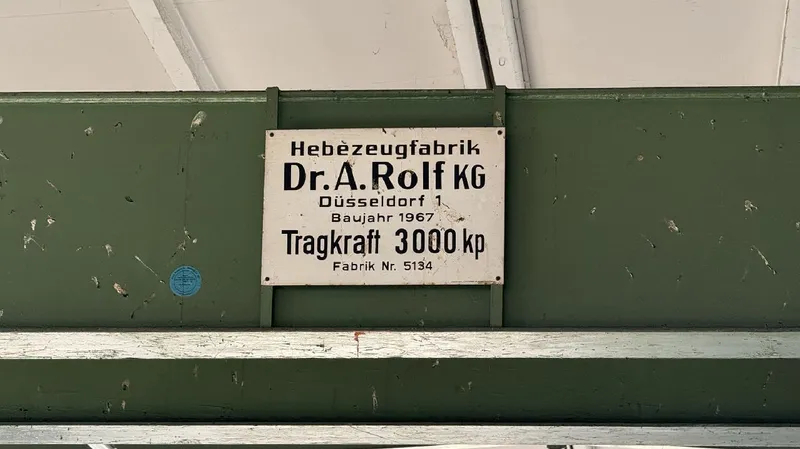 Hebezeugfabrik
Dr. A. Rolf KG
Düsseldorf 1
Baujahr 1967
Tragkraft 3000 kp
Fabrik Nr. 5134